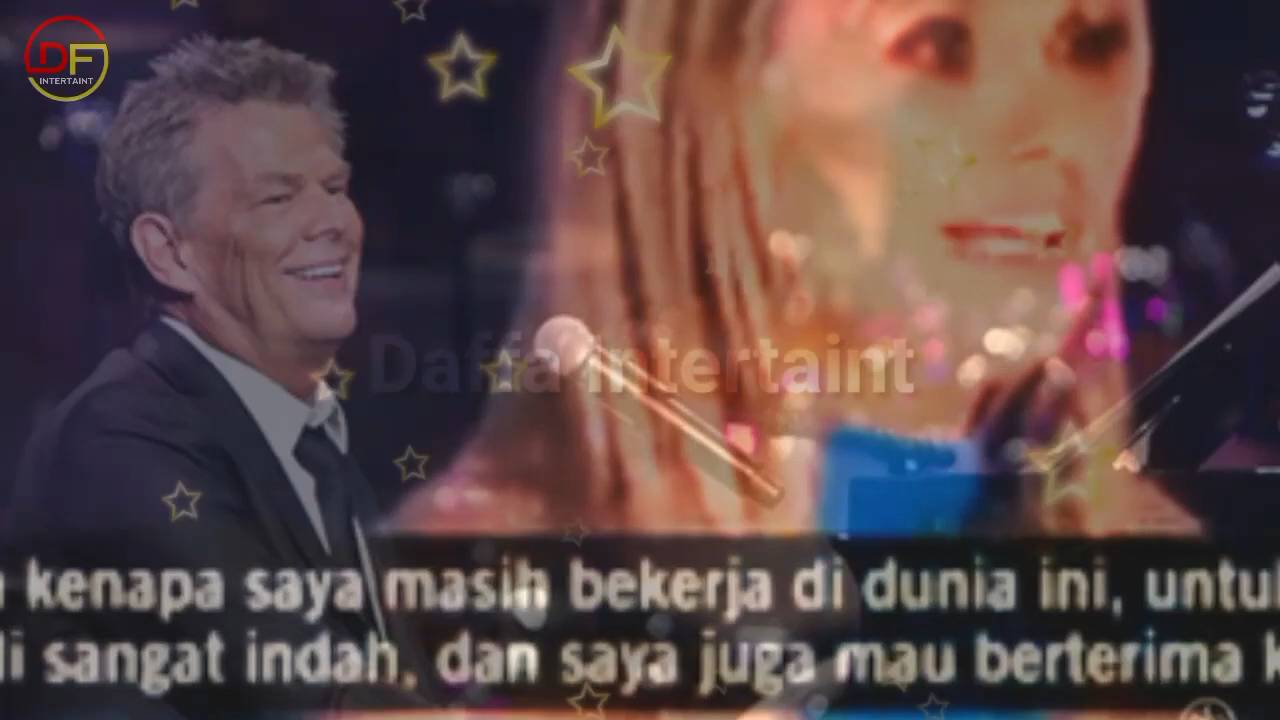 DF
INTERTAINT
Daffa Intertaint
kenapa saya masih bekerja di dunia ini,
sangat indah, dan saya juga mau berterima